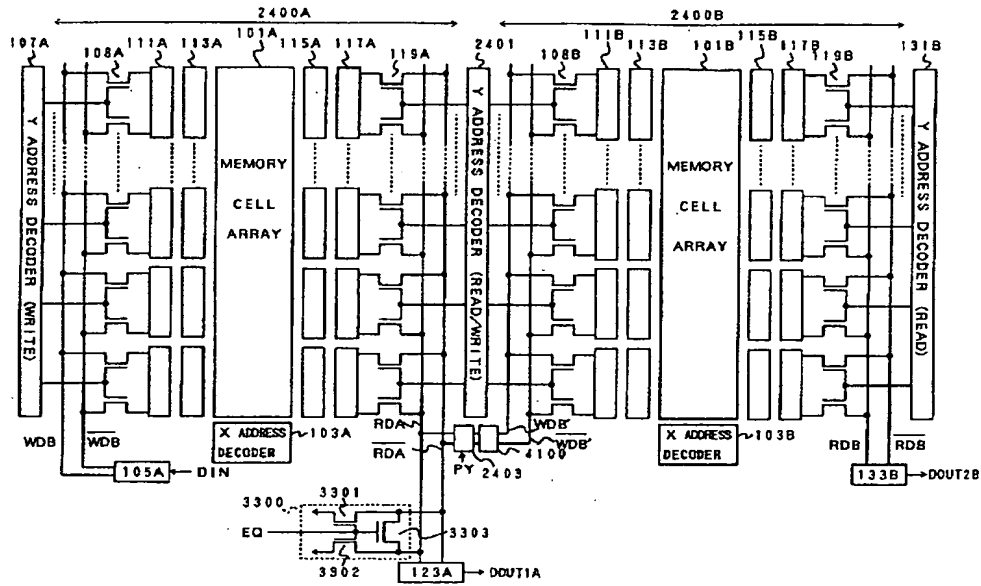 2400A
2400B
107A
108A
111A
113A
101A
115A
117A
119A
2401
108B
111B
113B
101B
115B
117B
119B
131B
Y ADDRESS DECODER (WRITE)
MEMORY
CELL
ARRAY
Y ADDRESS DECODER (READ/WRITE)
MEMORY
CELL
ARRAY
Y ADDRESS DECODER (READ)
WDB
WDB
X ADDRESS
DECODER
103A
RDA
RDA
WDB'
WDB'
PY
2403
4100
X ADDRESS
DECODER
103B
RDB
RDB
105A
DIN
133B
DOUT2B
3300
3301
EQ
3303
3302
123A
DOUT1A